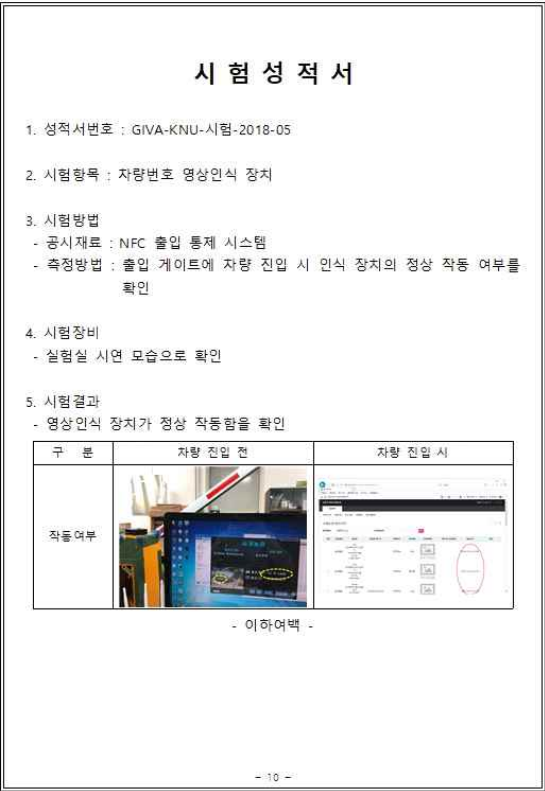 시 험 성 적 서
1. 성적서번호 : GIVA-KNU-시험-2018-05
2. 시험항목 : 차량번호 영상인식 장치
3. 시험방법
- 공시재료 : NFC 출입 통제 시스템
- 측정방법 : 출입 게이트에 차량 진입 시 인식 장치의 정상 작동 여부를
확인
4. 시험장비
- 실험실 시연 모습으로 확인
5. 시험결과
- 영상인식 장치가 정상 작동함을 확인
구 분 차량 진입 전 차량 진입 시
작동여부
- 이하여백 -
- 10 -